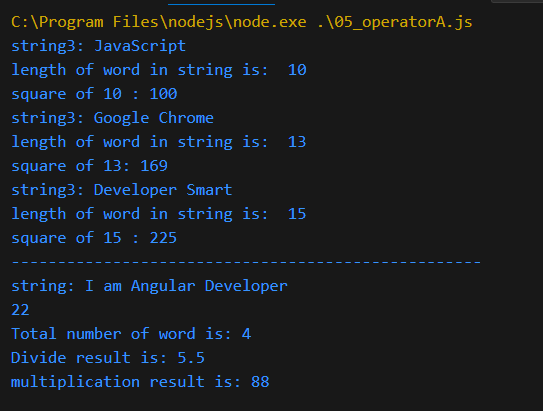 C:\Program Files\nodejs\node.exe .\05_operatorA.js
string3: JavaScript
length of word in string is:  10
square of 10 : 100
string3: Google Chrome
length of word in string is:  13
square of 13: 169
string3: Developer Smart
length of word in string is:  15
square of 15 : 225
----------------------------------------------------
string: I am Angular Developer
22
Total number of word is: 4
Divide result is: 5.5
multiplication result is: 88